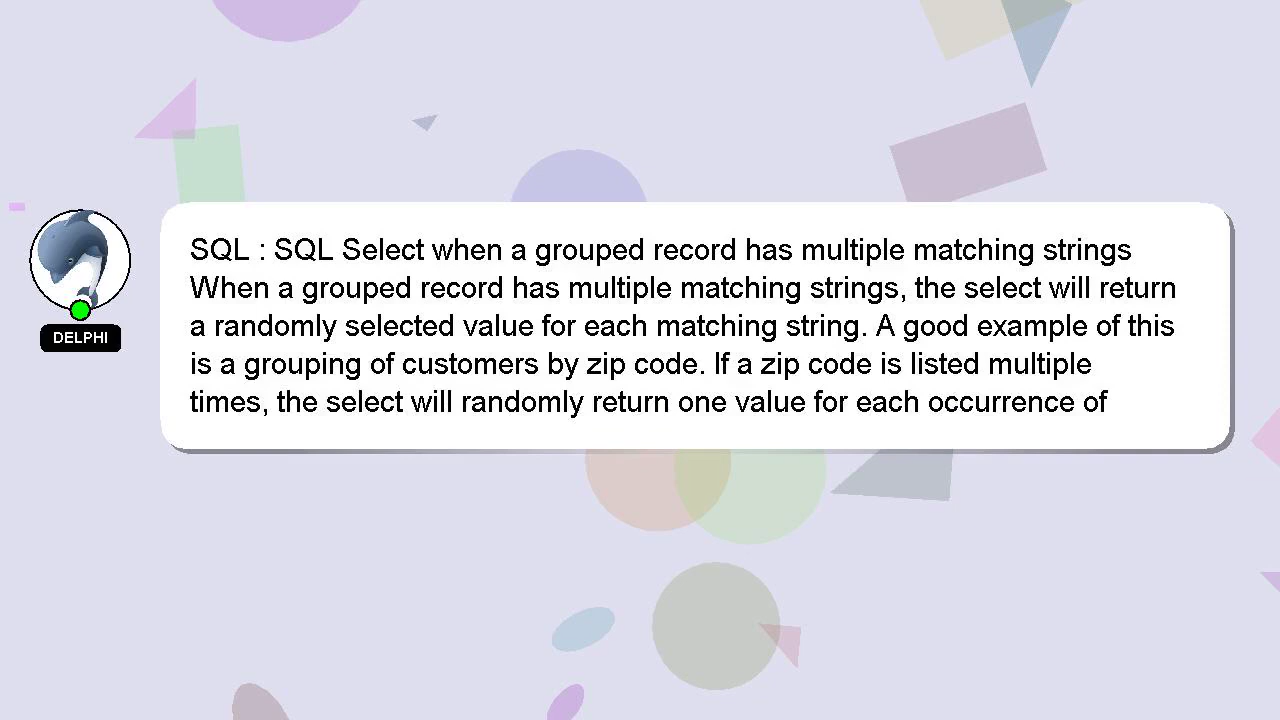 SQL : SQL Select when a grouped record has multiple matching strings
When a grouped record has multiple matching strings, the select will return
a randomly selected value for each matching string. A good example of this
is a grouping of customers by zip code. If a zip code is listed multiple
times, the select will randomly return one value for each occurrence of
DELPHI